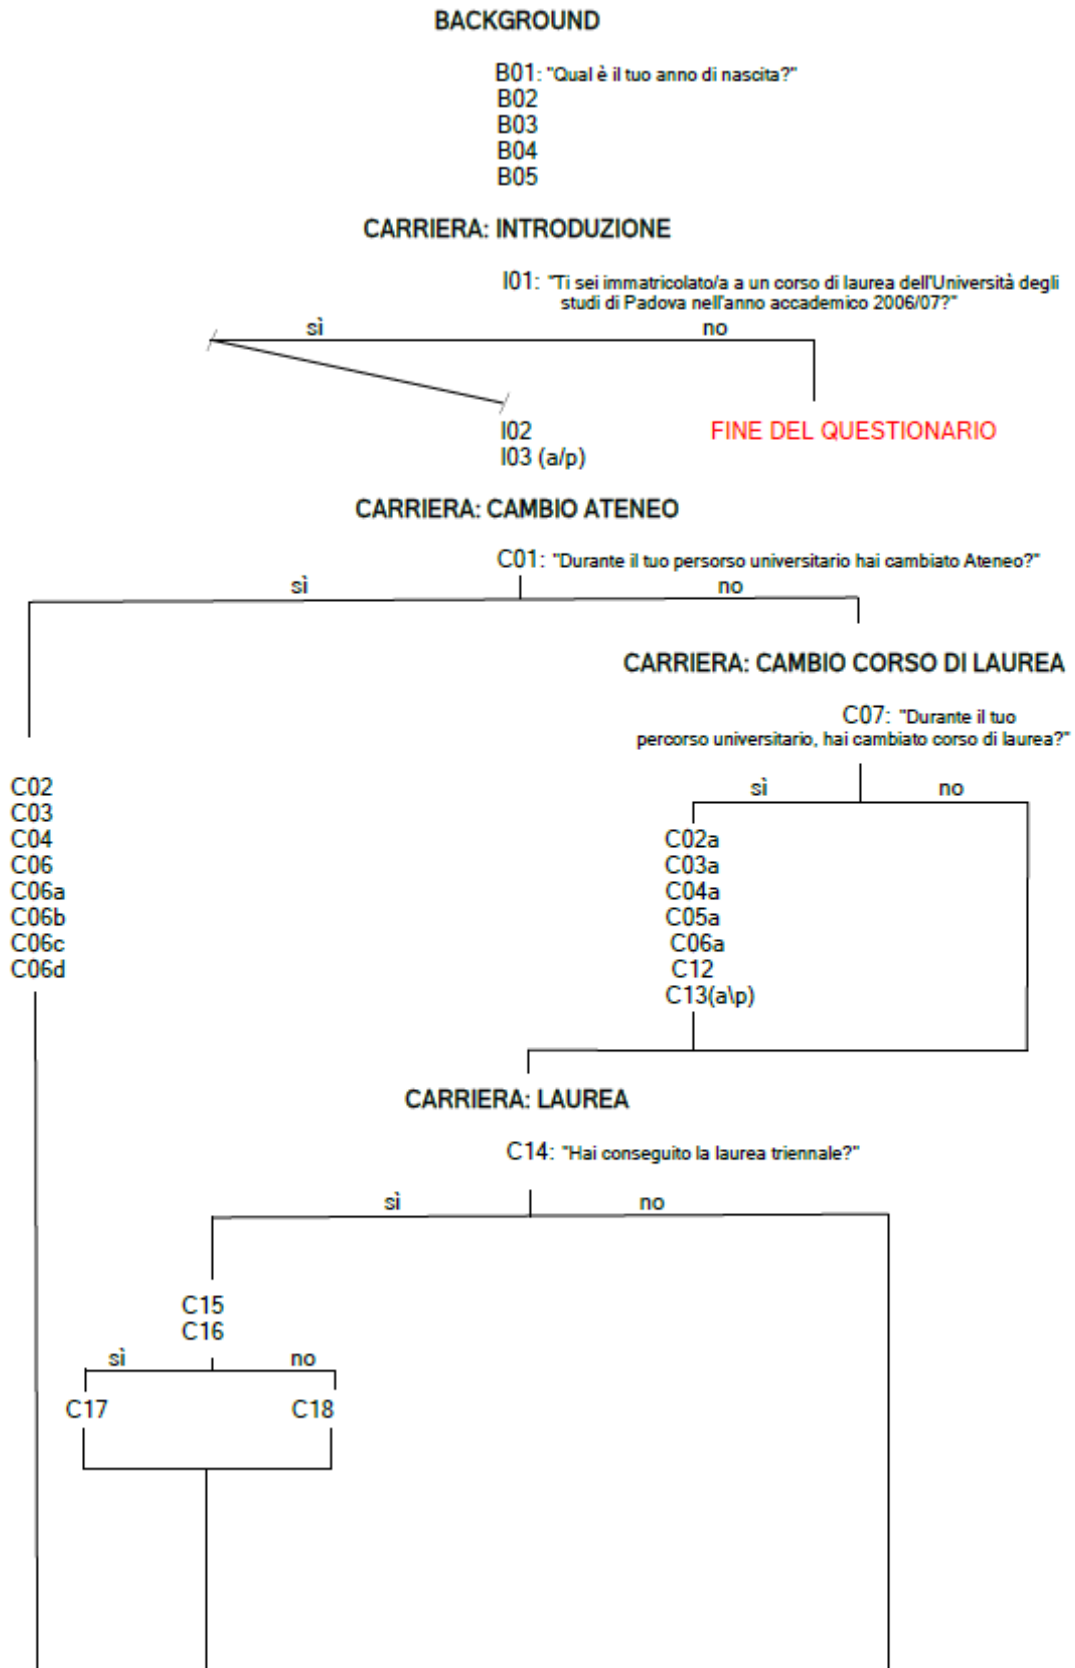 BACKGROUND
B01: "Qual è il tuo anno di nascita?"
B02
B03
B04
B05
CARRIERA: INTRODUZIONE
I01: "Ti sei immatricolato/a a un corso di laurea dell'Università degli
studi di Padova nell'anno accademico 2006/07?"
sì no
I02 FINE DEL QUESTIONARIO
I03 (a/p)
CARRIERA: CAMBIO ATENEO
C01: "Durante il tuo persorso universitario hai cambiato Ateneo?"
sì no
CARRIERA: CAMBIO CORSO DI LAUREA
C07: "Durante il tuo
percorso universitario, hai cambiato corso di laurea?"
sì no
C02
C03
C04
C06
C06a
C06b
C06c
C06d
C02a
C03a
C04a
C05a
C06a
C12
C13(a\p)
CARRIERA: LAUREA
C14: "Hai conseguito la laurea triennale?"
sì no
C15
C16
sì no
C17 C18